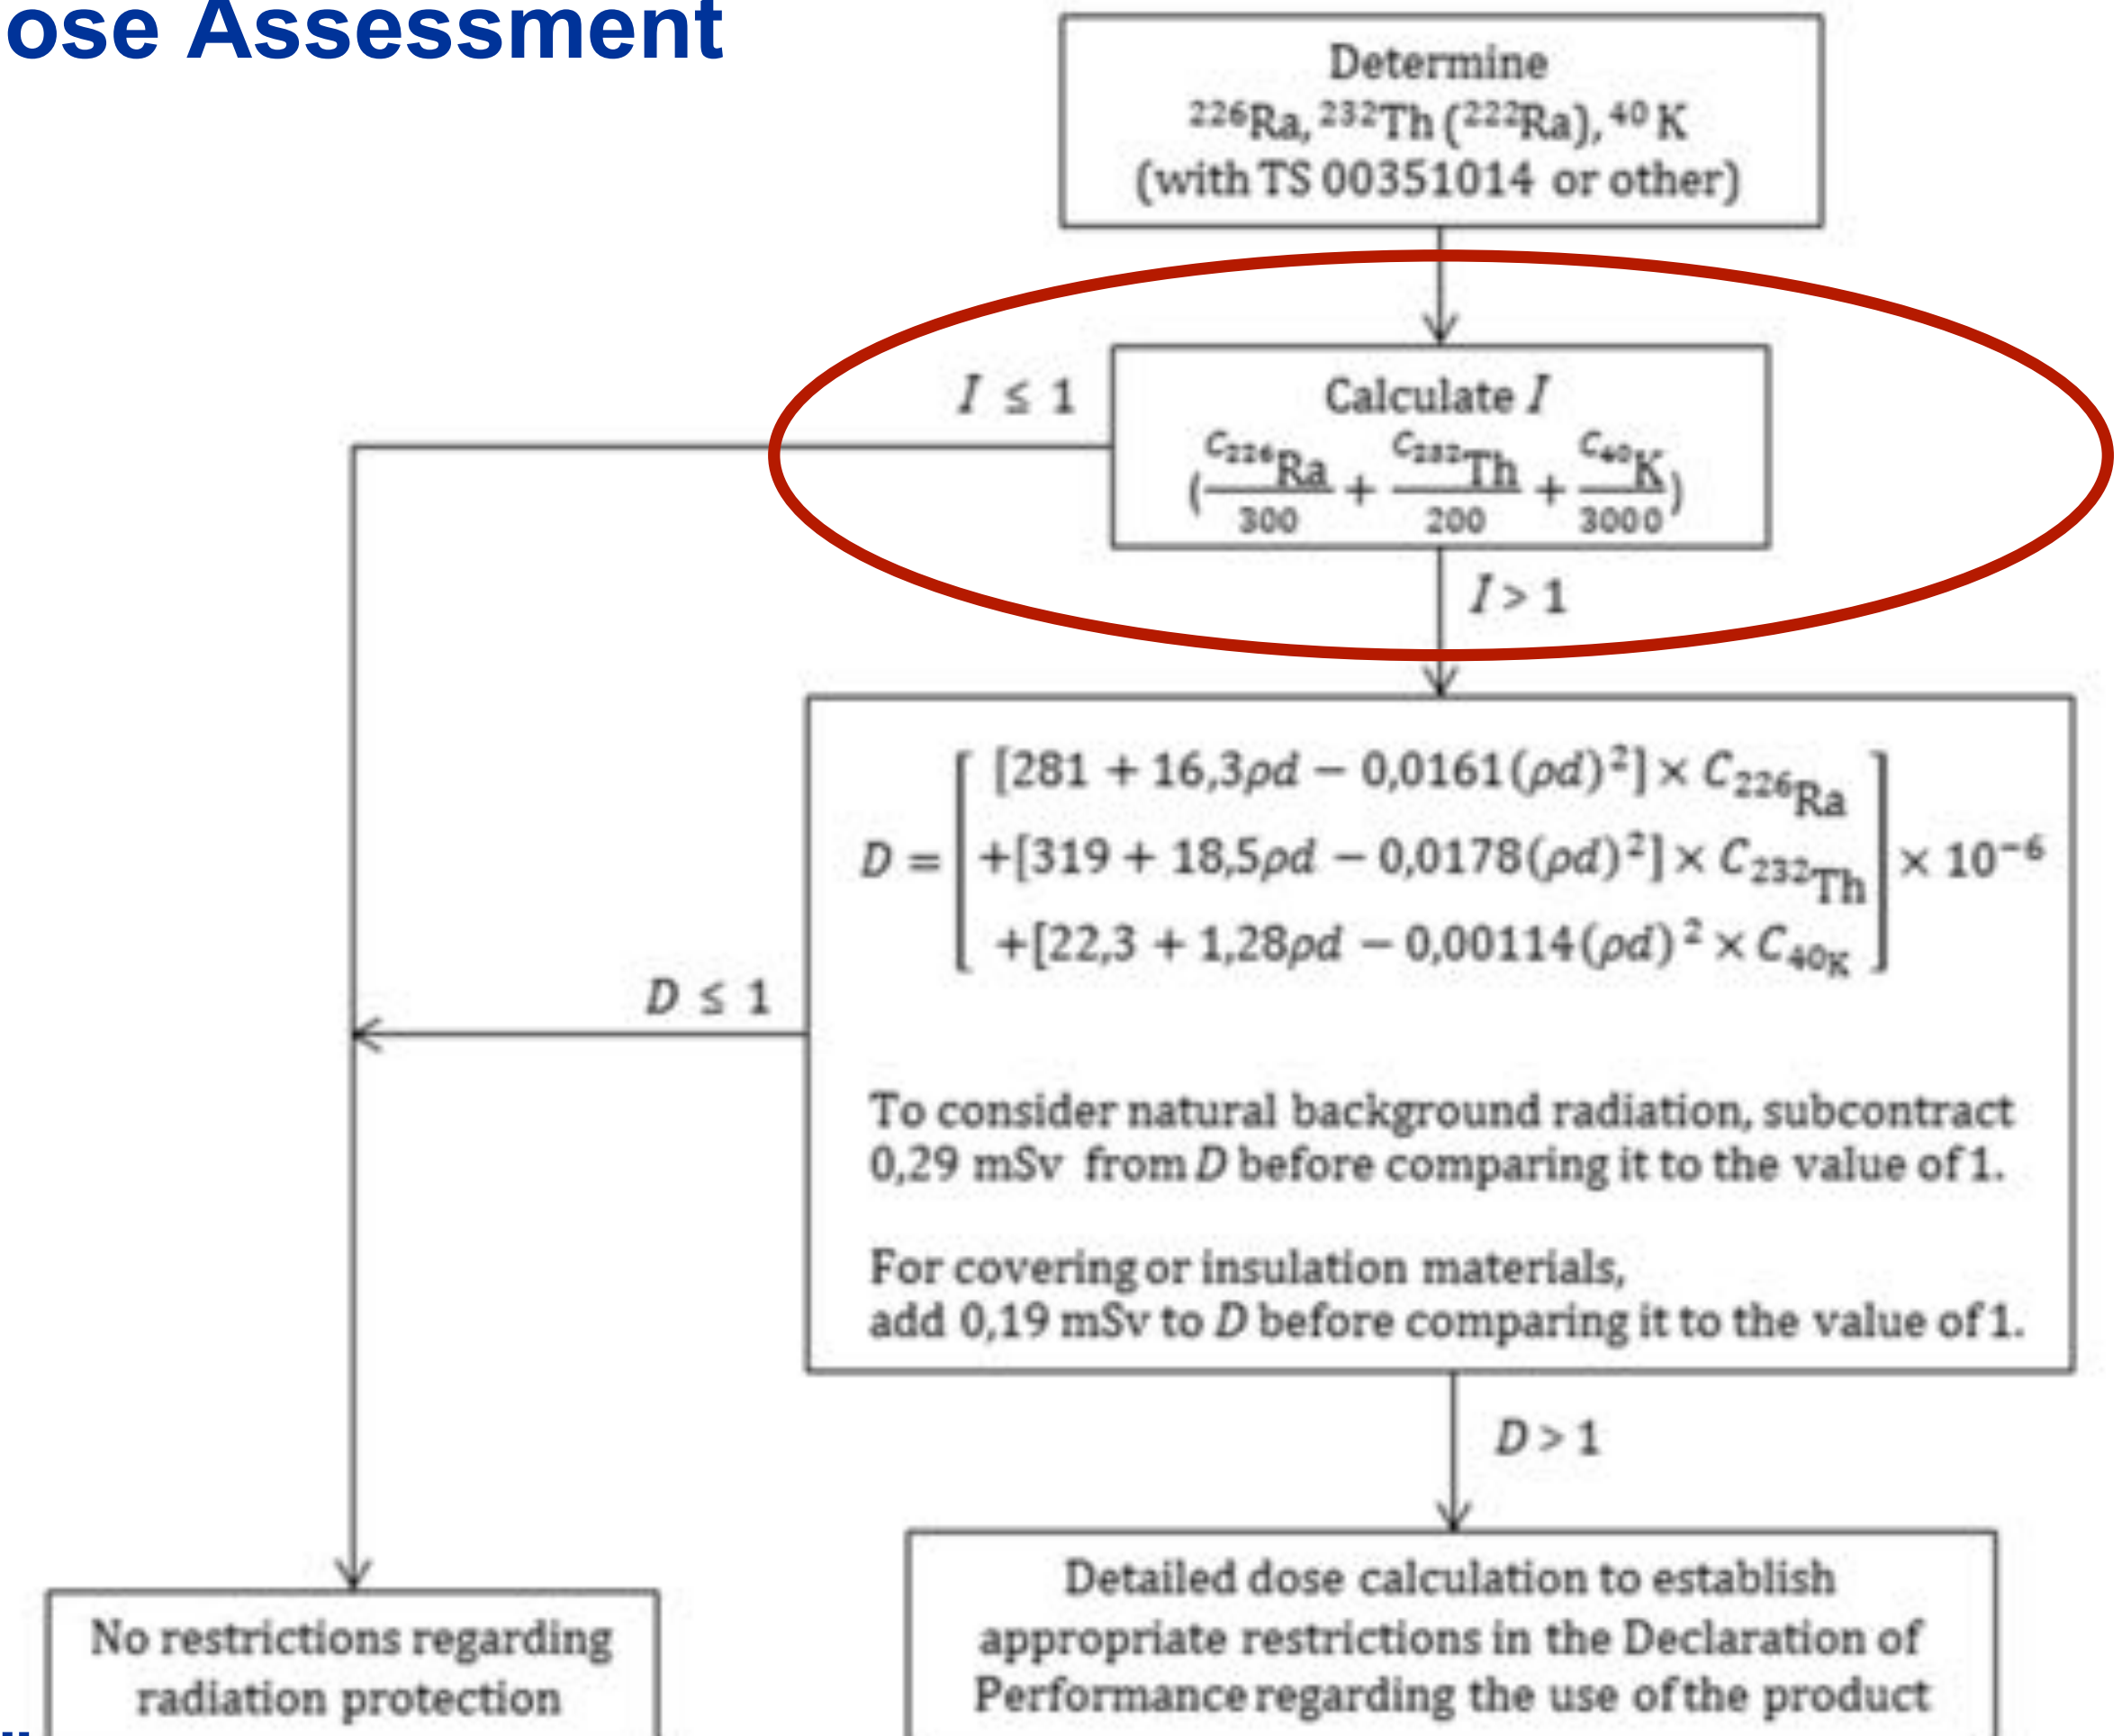 ose Assessment
Determine
²²⁶Ra, ²³²Th (²²²Ra), ⁴⁰ K
(with TS 00351014 or other)
I ≤ 1
Calculate I
(C₂₂₆Ra/300 + C₂₃₂Th/200 + C₄₀K/3000)
I > 1
[281 + 16,3ρd − 0,0161(ρd)²] × C₂₂₆Ra
D = +[319 + 18,5ρd − 0,0178(ρd)²] × C₂₃₂Th × 10⁻⁶
+[22,3 + 1,28ρd − 0,00114(ρd)² × C₄₀K
D ≤ 1
To consider natural background radiation, subcontract
0,29 mSv from D before comparing it to the value of 1.
For covering or insulation materials,
add 0,19 mSv to D before comparing it to the value of 1.
D > 1
No restrictions regarding
radiation protection
Detailed dose calculation to establish
appropriate restrictions in the Declaration of
Performance regarding the use of the product